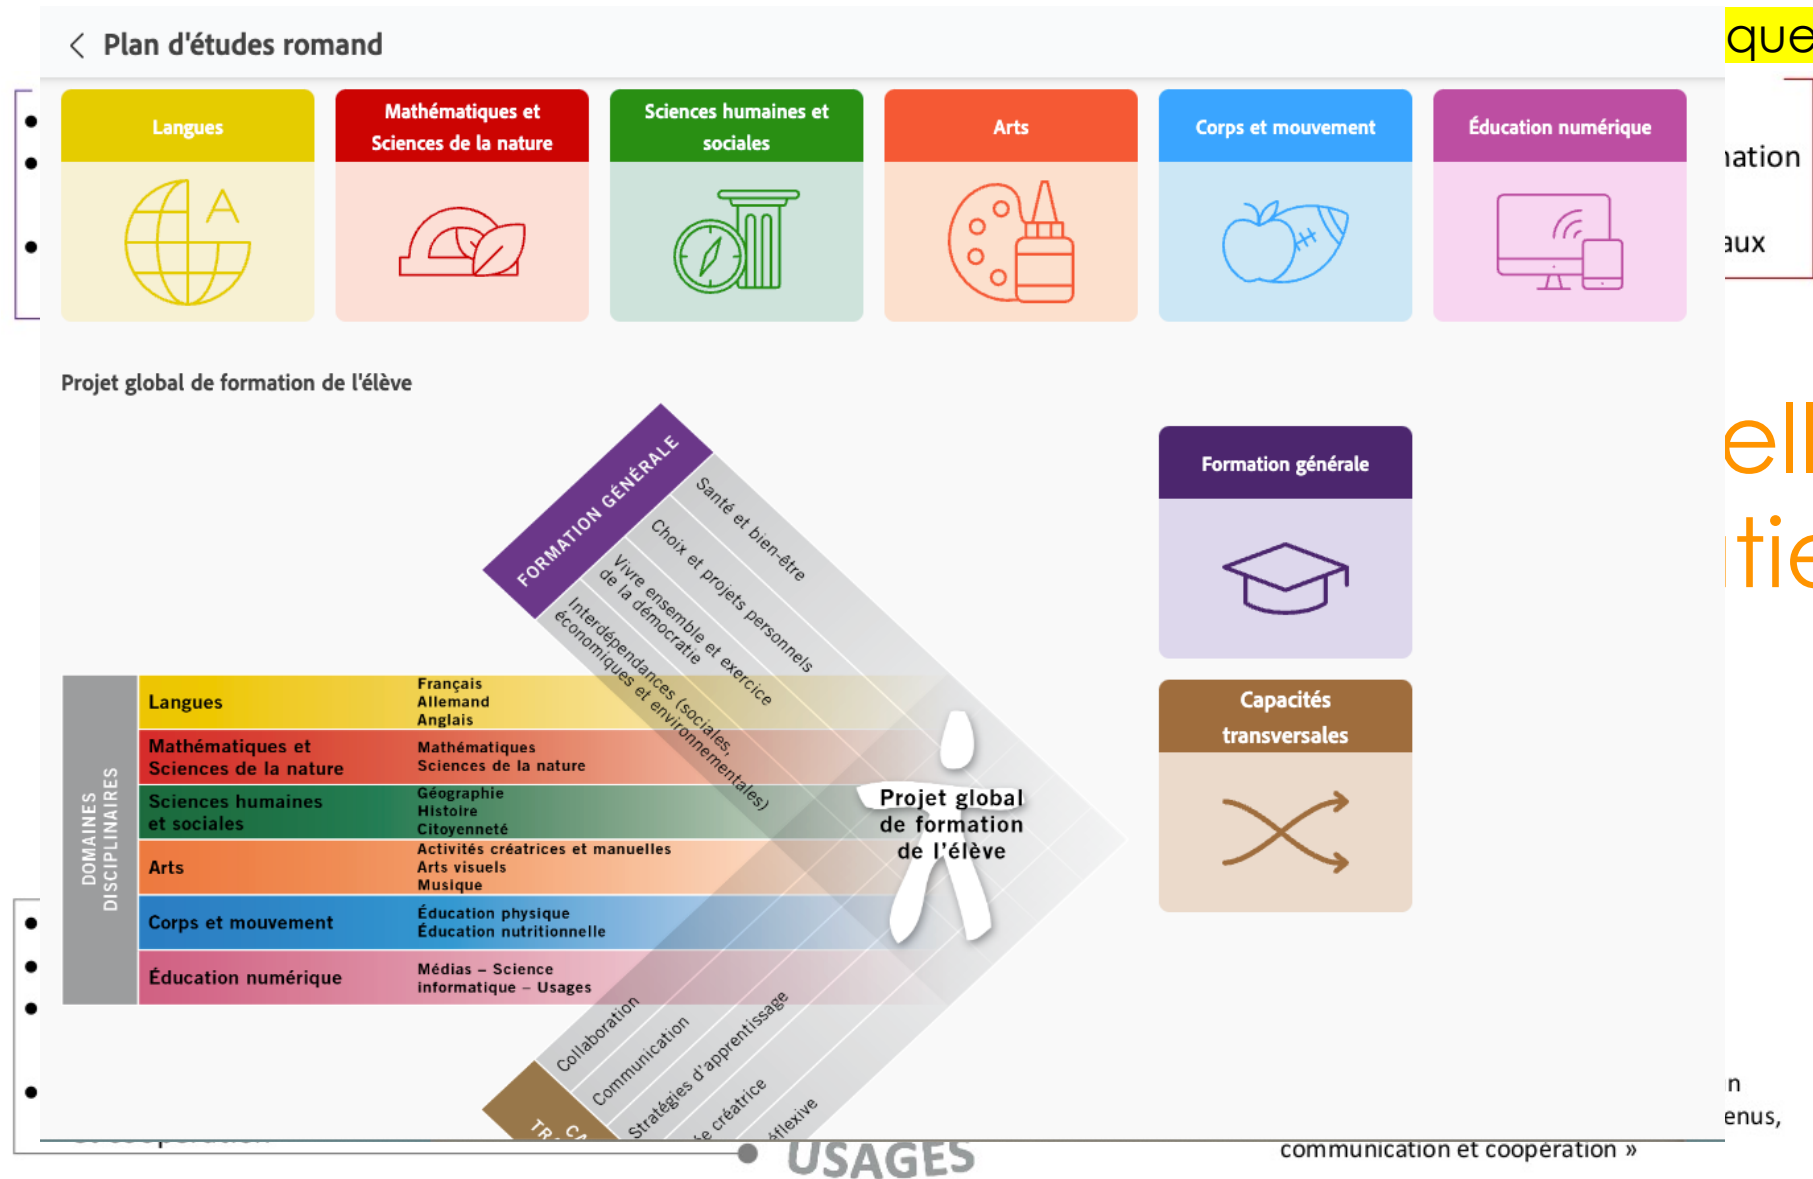 Plan d'études romand
Langues
Mathématiques et
Sciences de la nature
Sciences humaines et
sociales
Arts
Corps et mouvement
Éducation numérique
Projet global de formation de l'élève
FORMATION GÉNÉRALE
Santé et bien-être
Choix et projets personnels
Vivre ensemble et exercice
de la démocratie
Interdépendances (sociales,
économiques et environnementales)
Formation générale
Capacités
transversales
DOMAINES
DISCIPLINAIRES
Langues
Français
Allemand
Anglais
Mathématiques et
Sciences de la nature
Mathématiques
Sciences de la nature
Sciences humaines
et sociales
Géographie
Histoire
Citoyenneté
Arts
Activités créatrices et manuelles
Arts visuels
Musique
Corps et mouvement
Éducation physique
Éducation nutritionnelle
Éducation numérique
Médias – Science
informatique – Usages
Projet global
de formation
de l'élève
Collaboration
Communication
Stratégies d'apprentissage
créatrice
USAGES
communication et coopération »